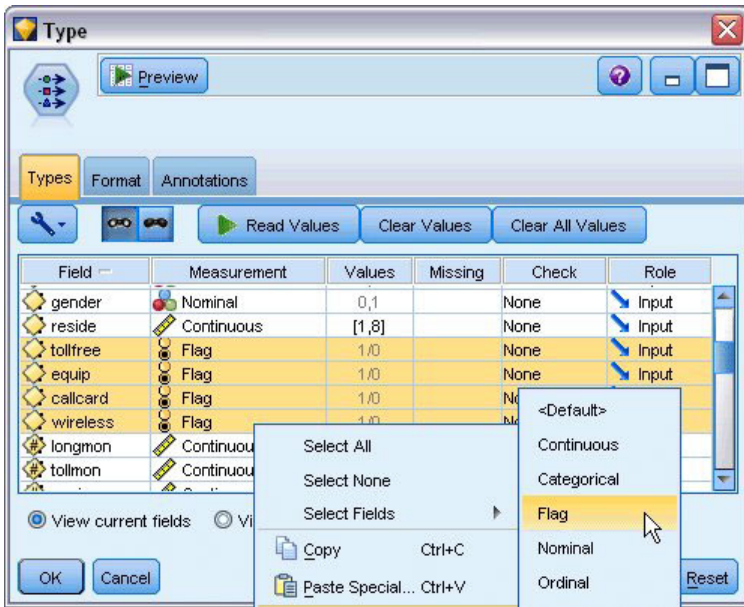 Type
Preview
Types Format Annotations
Read Values Clear Values Clear All Values
Field Measurement Values Missing Check Role
gender Nominal 0,1 None Input
reside Continuous [1,8] None Input
tollfree Flag 1/0 None Input
equip Flag 1/0 None Input
callcard Flag 1/0
wireless Flag 1/0
longmon
tollmon
Select All
Select None
Select Fields
Copy Ctrl+C
Paste Special... Ctrl+V
<Default>
Continuous
Categorical
Flag
Nominal
Ordinal
View current fields
OK Cancel Reset